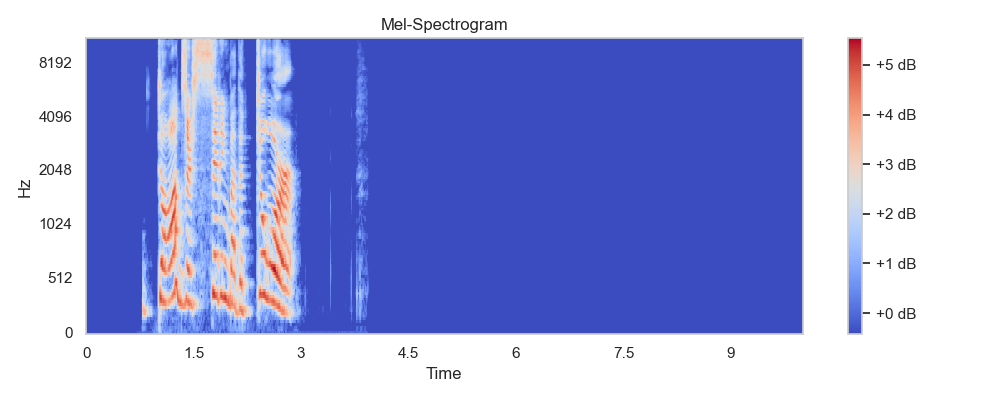 Mel-Spectrogram
8192
4096
2048
1024
512
0
Hz
0 1.5 3 4.5 6 7.5 9
Time
+5 dB
+4 dB
+3 dB
+2 dB
+1 dB
+0 dB